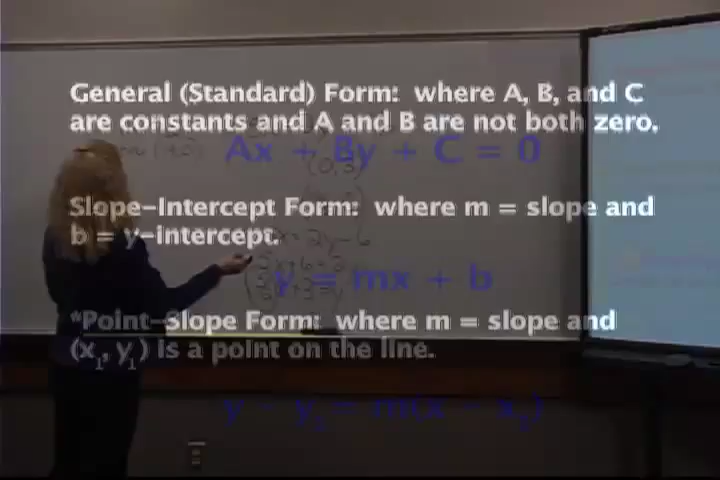 General (Standard) Form: where A, B, and C
are constants and A and B are not both zero.
Ax + By + C = 0
(0,3)
Slope-Intercept Form: where m = slope and
b = y-intercept.
y = mx + b
*Point-Slope Form: where m = slope and
(x₁, y₁) is a point on the line.
y - y₁ = m(x - x₁)